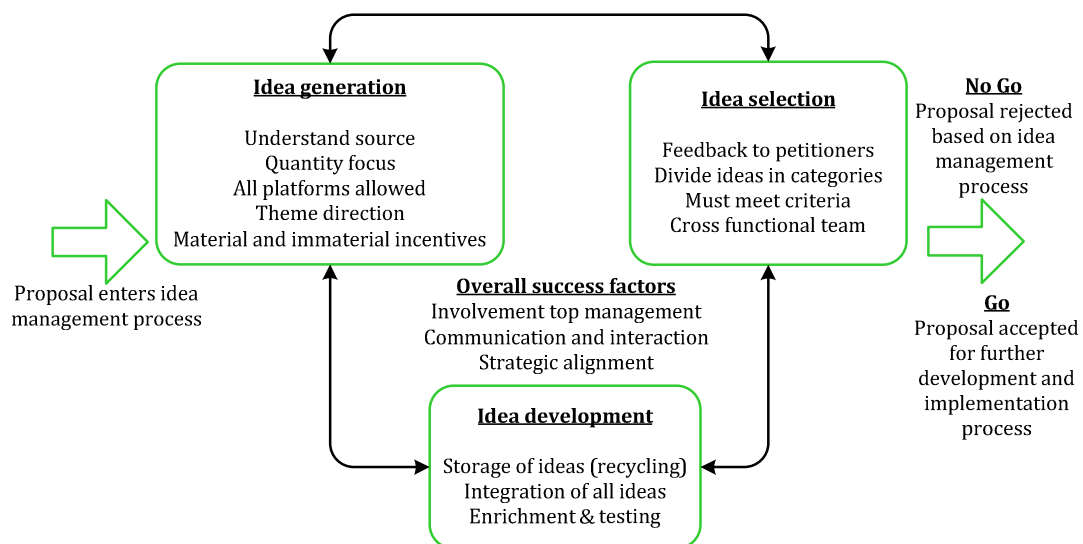 Proposal enters idea
management process
Idea generation
Understand source
Quantity focus
All platforms allowed
Theme direction
Material and immaterial incentives
Idea selection
Feedback to petitioners
Divide ideas in categories
Must meet criteria
Cross functional team
Overall success factors
Involvement top management
Communication and interaction
Strategic alignment
Idea development
Storage of ideas (recycling)
Integration of all ideas
Enrichment & testing
No Go
Proposal rejected
based on idea
management
process
Go
Proposal accepted
for further
development and
implementation
process